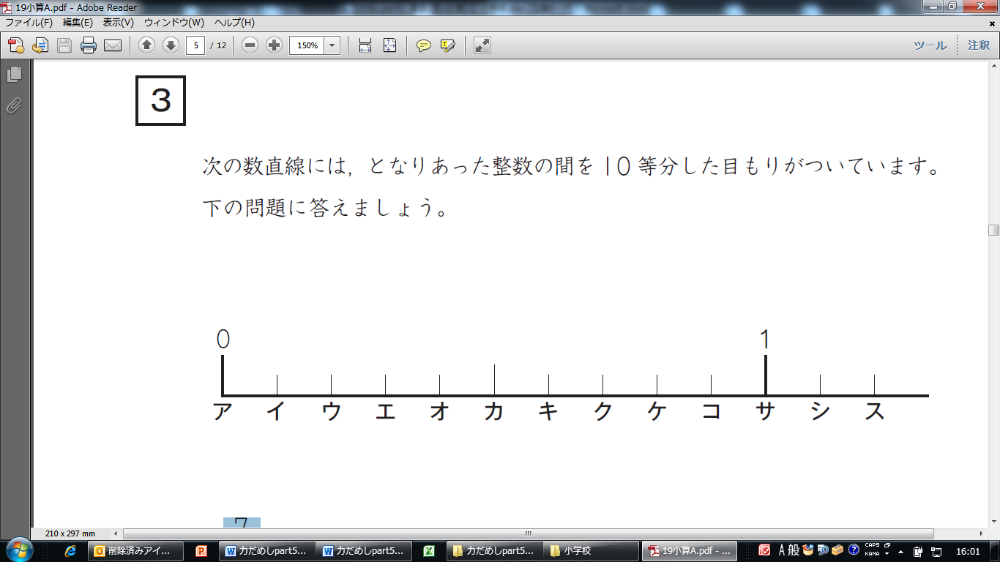 19小算A.pdf - Adobe Reader
ファイル(F) 編集(E) 表示(V) ウィンドウ(W) ヘルプ(H)
5 / 12 150% ツール 注釈
3
次の数直線には，となりあった整数の間を10等分した目もりがついています。
下の問題に答えましょう。
0 1
ア イ ウ エ オ カ キ ク ケ コ サ シ ス
7
210 x 297 mm
削除済みアイ... 力だめしpart5... 力だめしpart5... 力だめしpart5... 小学校 19小算A.pdf - ... A 般 CAPS KANA 16:01